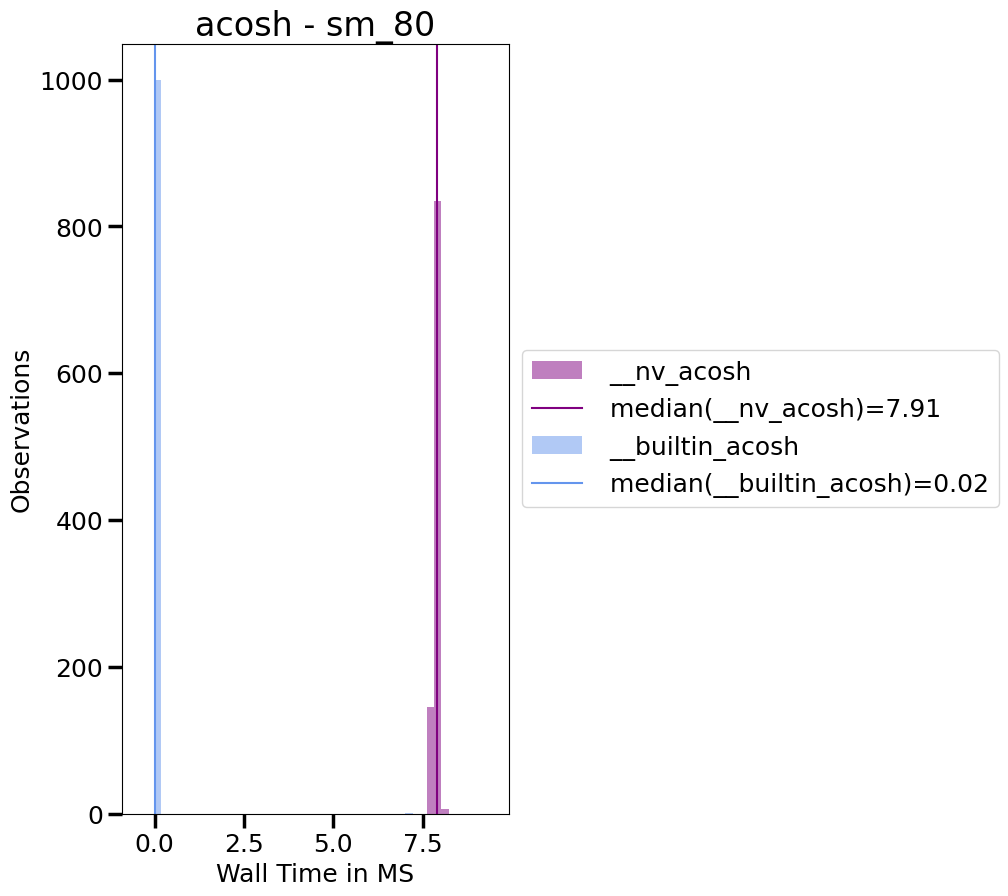 acosh - sm_80
1000
800
600
400
200
0
Observations
0.0 2.5 5.0 7.5
Wall Time in MS
__nv_acosh
median(__nv_acosh)=7.91
__builtin_acosh
median(__builtin_acosh)=0.02